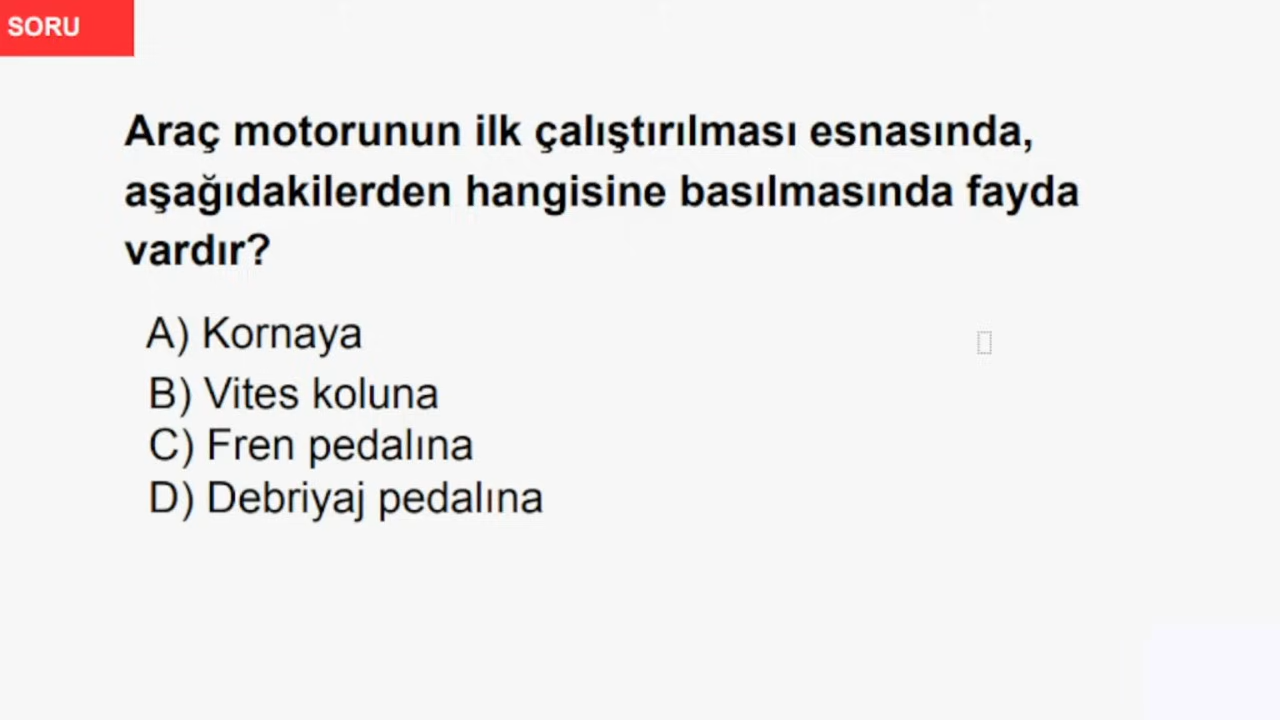 SORU
Araç motorunun ilk çalıştırılması esnasında,
aşağıdakilerden hangisine basılmasında fayda
vardır?
A) Kornaya
B) Vites koluna
C) Fren pedalına
D) Debriyaj pedalına